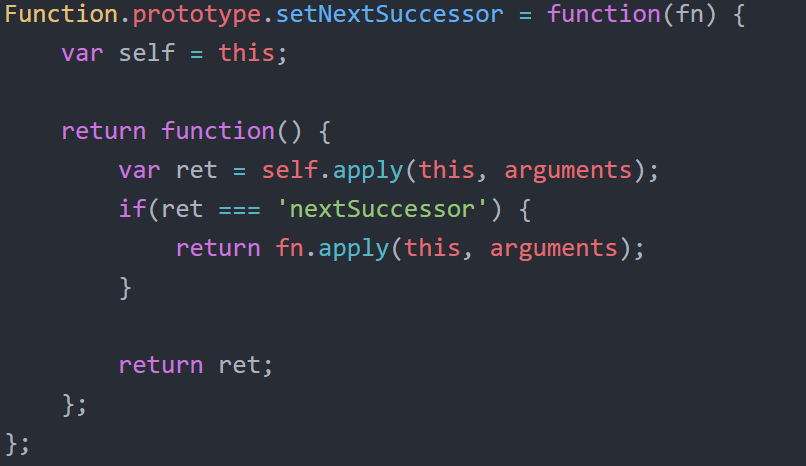 Function.prototype.setNextSuccessor = function(fn) {
    var self = this;

    return function() {
        var ret = self.apply(this, arguments);
        if(ret === 'nextSuccessor') {
            return fn.apply(this, arguments);
        }

        return ret;
    };
};